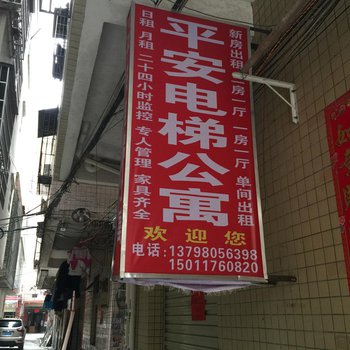 平安电梯公寓
新房出租 二房一厅 一房一厅 单间出租
日租 月租 二十四小时监控 专人管理 家具齐全
欢迎您
电话:13798056398
15011760820